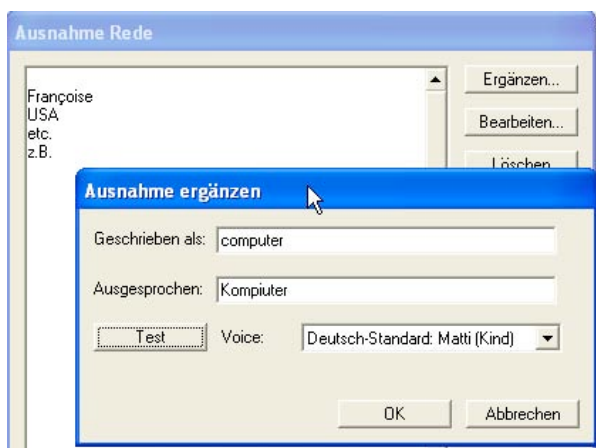 Ausnahme Rede
Françoise
USA
etc.
z.B.
Ergänzen...
Bearbeiten...
Löschen
Ausnahme ergänzen
Geschrieben als: computer
Ausgesprochen: Kompiuter
Test Voice: Deutsch-Standard: Matti (Kind)
OK Abbrechen